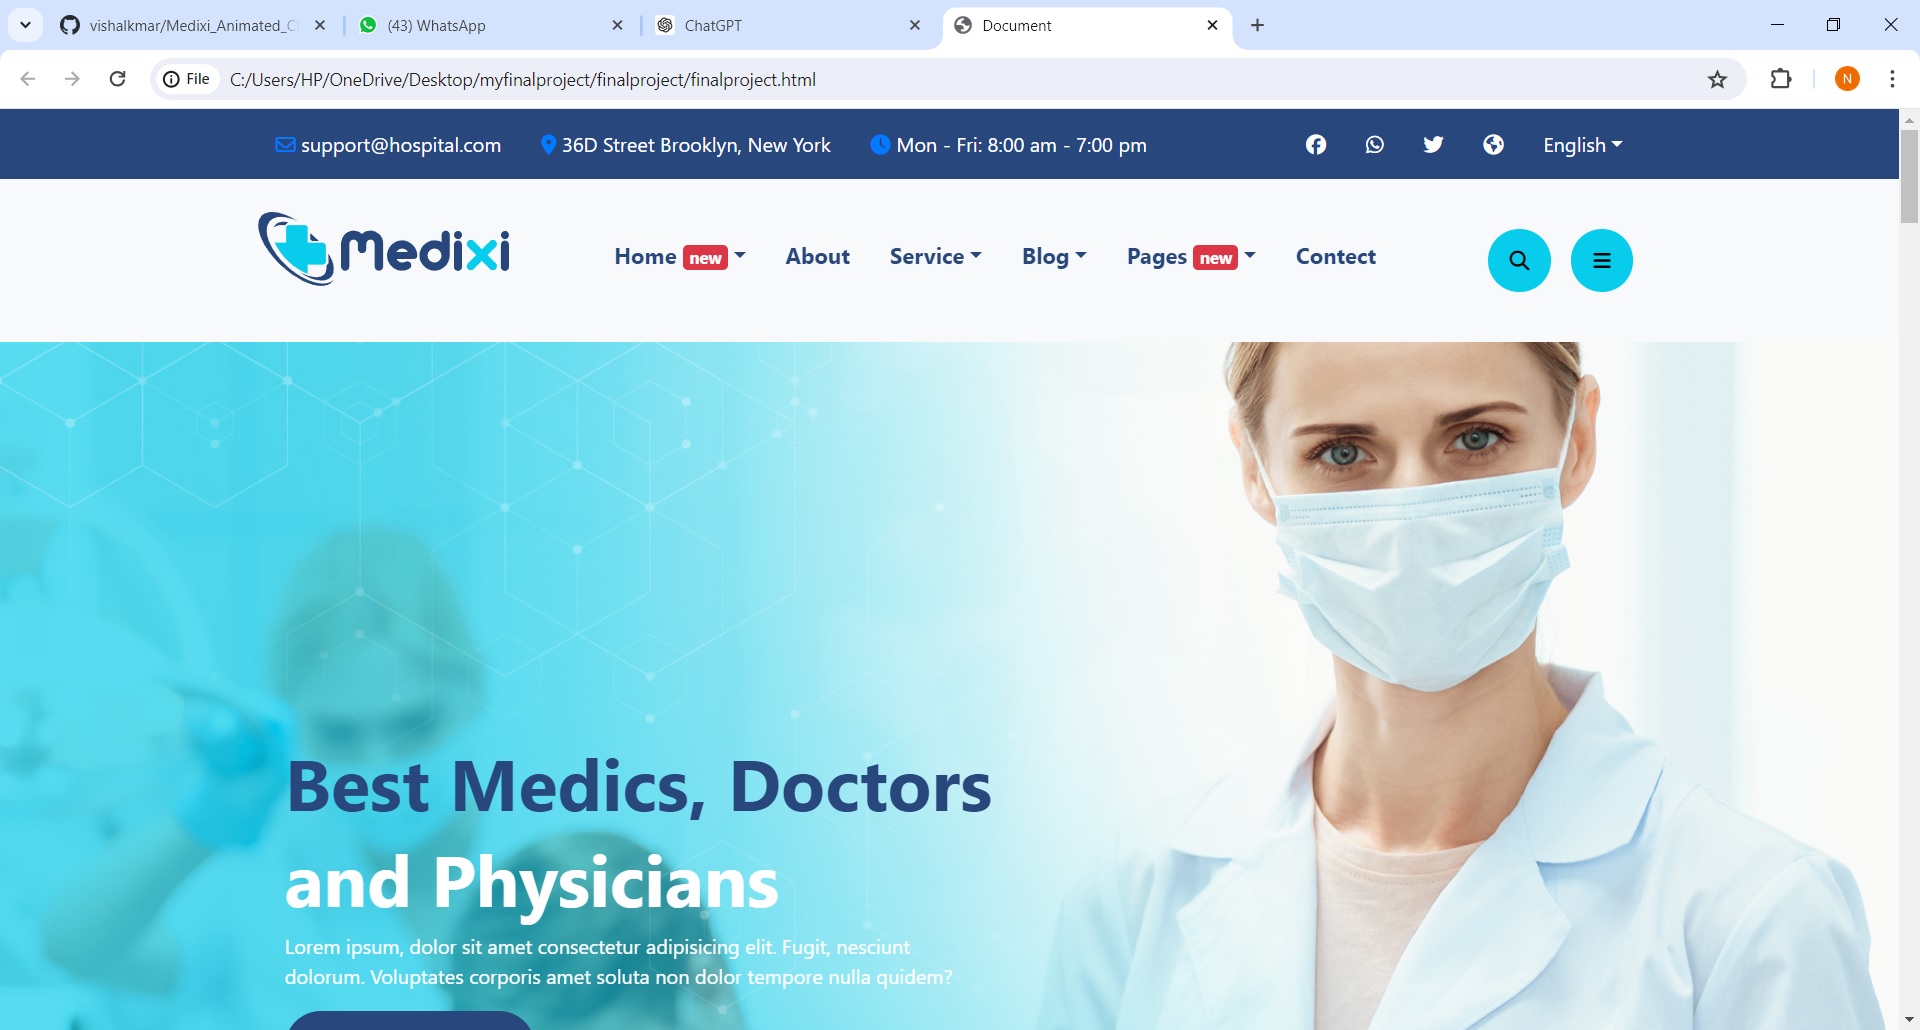 vishalkmar/Medixi_Animated_C
(43) WhatsApp
ChatGPT
Document
File
C:/Users/HP/OneDrive/Desktop/myfinalproject/finalproject/finalproject.html
N
support@hospital.com
36D Street Brooklyn, New York
Mon - Fri: 8:00 am - 7:00 pm
English
Medixi
Home new
About
Service
Blog
Pages new
Contect
Best Medics, Doctors
and Physicians
Lorem ipsum, dolor sit amet consectetur adipisicing elit. Fugit, nesciunt
dolorum. Voluptates corporis amet soluta non dolor tempore nulla quidem?